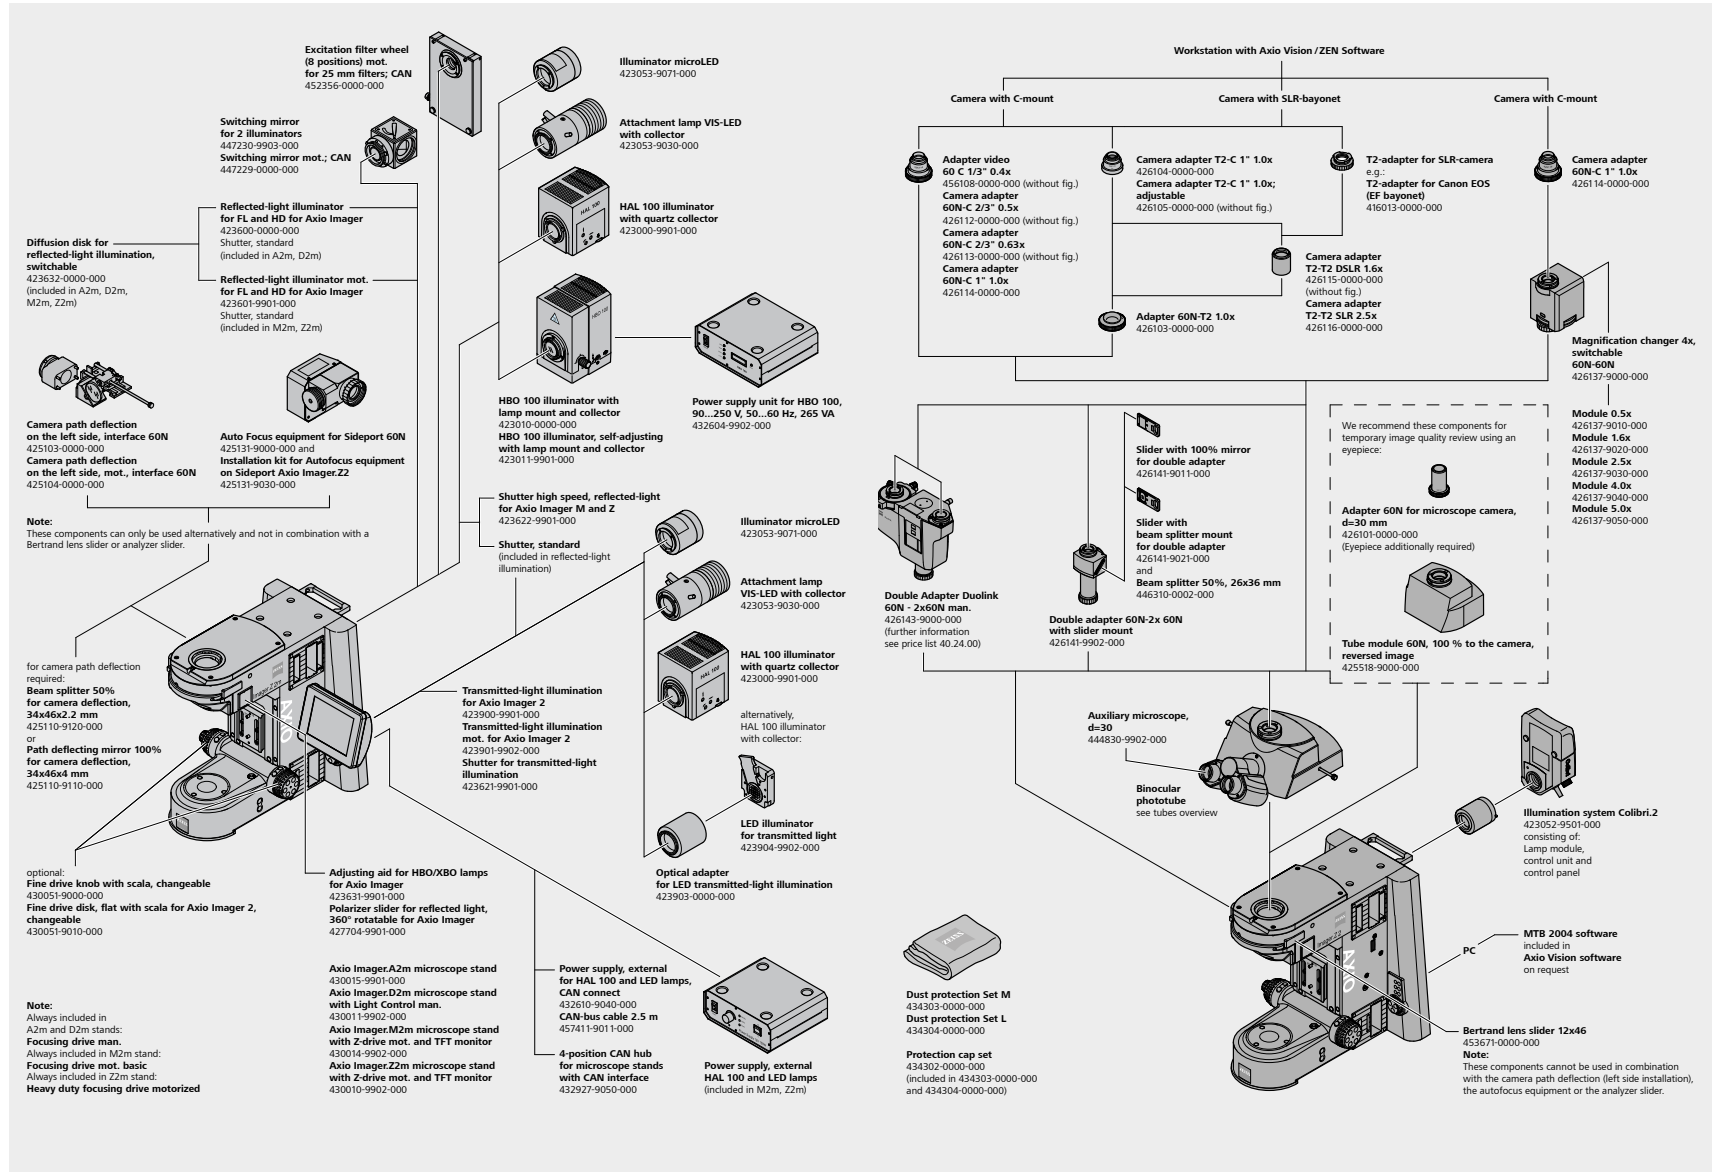 Excitation filter wheel
(8 positions) mot.
for 25 mm filters; CAN
452356-0000-000
Switching mirror
for 2 illuminators
447230-9903-000
Switching mirror mot.; CAN
447229-0000-000
Reflected-light illuminator
for FL and HD for Axio Imager
423600-0000-000
Shutter, standard
(included in A2m, D2m)
Diffusion disk for
reflected-light illumination,
switchable
423632-0000-000
(included in A2m, D2m,
M2m, Z2m)
Reflected-light illuminator mot.
for FL and HD for Axio Imager
423601-9901-000
Shutter, standard
(included in M2m, Z2m)
Illuminator microLED
423053-9071-000
Attachment lamp VIS-LED
with collector
423053-9030-000
HAL 100
HAL 100 illuminator
with quartz collector
423000-9901-000
HBO 100
HBO 100 illuminator with
lamp mount and collector
423010-0000-000
HBO 100 illuminator, self-adjusting
with lamp mount and collector
423011-9901-000
Power supply unit for HBO 100,
90...250 V, 50...60 Hz, 265 VA
432604-9902-000
Camera path deflection
on the left side, interface 60N
425103-0000-000
Camera path deflection
on the left side, mot., interface 60N
425104-0000-000
Auto Focus equipment for Sideport 60N
425131-9000-000 and
Installation kit for Autofocus equipment
on Sideport Axio Imager.Z2
425131-9030-000
Note:
These components can only be used alternatively and not in combination with a
Bertrand lens slider or analyzer slider.
Shutter high speed, reflected-light
for Axio Imager M and Z
423622-9901-000
Shutter, standard
(included in reflected-light
illumination)
Illuminator microLED
423053-9071-000
Attachment lamp
VIS-LED with collector
423053-9030-000
HAL 100
HAL 100 illuminator
with quartz collector
423000-9901-000
alternatively,
HAL 100 illuminator
with collector:
LED illuminator
for transmitted light
423904-9902-000
Optical adapter
for LED transmitted-light illumination
423903-0000-000
for camera path deflection
required:
Beam splitter 50%
for camera deflection,
34x46x2.2 mm
425110-9120-000
or
Path deflecting mirror 100%
for camera deflection,
34x46x4 mm
425110-9110-000
Imager.Z2m
AXIO
Transmitted-light illumination
for Axio Imager 2
423900-9901-000
Transmitted-light illumination
mot. for Axio Imager 2
423901-9902-000
Shutter for transmitted-light
illumination
423621-9901-000
optional:
Fine drive knob with scala, changeable
430051-9000-000
Fine drive disk, flat with scala for Axio Imager 2,
changeable
430051-9010-000
Adjusting aid for HBO/XBO lamps
for Axio Imager
423631-9901-000
Polarizer slider for reflected light,
360° rotatable for Axio Imager
427704-9901-000
Note:
Always included in
A2m and D2m stands:
Focusing drive man.
Always included in M2m stand:
Focusing drive mot. basic
Always included in Z2m stand:
Heavy duty focusing drive motorized
Axio Imager.A2m microscope stand
430015-9901-000
Axio Imager.D2m microscope stand
with Light Control man.
430011-9902-000
Axio Imager.M2m microscope stand
with Z-drive mot. and TFT monitor
430014-9902-000
Axio Imager.Z2m microscope stand
with Z-drive mot. and TFT monitor
430010-9902-000
Power supply, external
for HAL 100 and LED lamps,
CAN connect
432610-9040-000
CAN-bus cable 2.5 m
457411-9011-000
4-position CAN hub
for microscope stands
with CAN interface
432927-9050-000
Power supply, external
HAL 100 and LED lamps
(included in M2m, Z2m)
Workstation with Axio Vision / ZEN Software
Camera with C-mount
Camera with SLR-bayonet
Camera with C-mount
Adapter video
60 C 1/3" 0.4x
456108-0000-000 (without fig.)
Camera adapter
60N-C 2/3" 0.5x
426112-0000-000 (without fig.)
Camera adapter
60N-C 2/3" 0.63x
426113-0000-000 (without fig.)
Camera adapter
60N-C 1" 1.0x
426114-0000-000
Camera adapter T2-C 1" 1.0x
426104-0000-000
Camera adapter T2-C 1" 1.0x;
adjustable
426105-0000-000 (without fig.)
T2-adapter for SLR-camera
e.g.:
T2-adapter for Canon EOS
(EF bayonet)
416013-0000-000
Camera adapter
60N-C 1" 1.0x
426114-0000-000
Camera adapter
T2-T2 DSLR 1.6x
426115-0000-000
(without fig.)
Camera adapter
T2-T2 SLR 2.5x
426116-0000-000
Adapter 60N-T2 1.0x
426103-0000-000
Magnification changer 4x,
switchable
60N-60N
426137-9000-000
Module 0.5x
426137-9010-000
Module 1.6x
426137-9020-000
Module 2.5x
426137-9030-000
Module 4.0x
426137-9040-000
Module 5.0x
426137-9050-000
We recommend these components for
temporary image quality review using an
eyepiece:
Adapter 60N for microscope camera,
d=30 mm
426101-0000-000
(Eyepiece additionally required)
Tube module 60N, 100 % to the camera,
reversed image
425518-9000-000
Slider with 100% mirror
for double adapter
426141-9011-000
Slider with
beam splitter mount
for double adapter
426141-9021-000
and
Beam splitter 50%, 26x36 mm
446310-0002-000
Double Adapter Duolink
60N - 2x60N man.
426143-9000-000
(further information
see price list 40.24.00)
Double adapter 60N-2x 60N
with slider mount
426141-9902-000
Auxiliary microscope,
d=30
444830-9902-000
Binocular
phototube
see tubes overview
Illumination system Colibri.2
423052-9501-000
consisting of:
Lamp module,
control unit and
control panel
Imager.Z2
AXIO
PC
MTB 2004 software
included in
Axio Vision software
on request
Bertrand lens slider 12x46
453671-0000-000
Note:
These components cannot be used in combination
with the camera path deflection (left side installation),
the autofocus equipment or the analyzer slider.
ZEISS
Dust protection Set M
434303-0000-000
Dust protection Set L
434304-0000-000
Protection cap set
434302-0000-000
(included in 434303-0000-000
and 434304-0000-000)